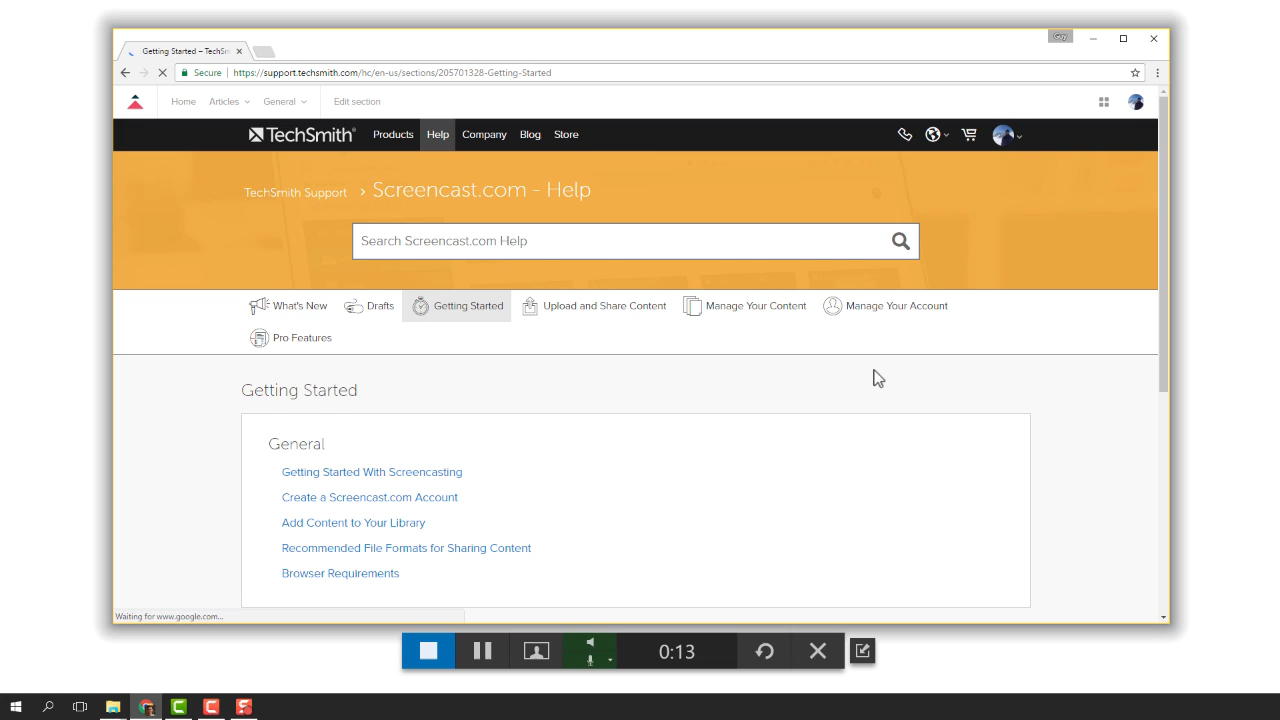 Guy
Getting Started – TechSm
Secure https://support.techsmith.com/hc/en-us/sections/205701328-Getting-Started
Home Articles General Edit section
TechSmith® Products Help Company Blog Store
TechSmith Support › Screencast.com - Help
Search Screencast.com Help
What's New Drafts Getting Started Upload and Share Content Manage Your Content Manage Your Account
Pro Features
Getting Started
General
Getting Started With Screencasting
Create a Screencast.com Account
Add Content to Your Library
Recommended File Formats for Sharing Content
Browser Requirements
Waiting for www.google.com...
0:13